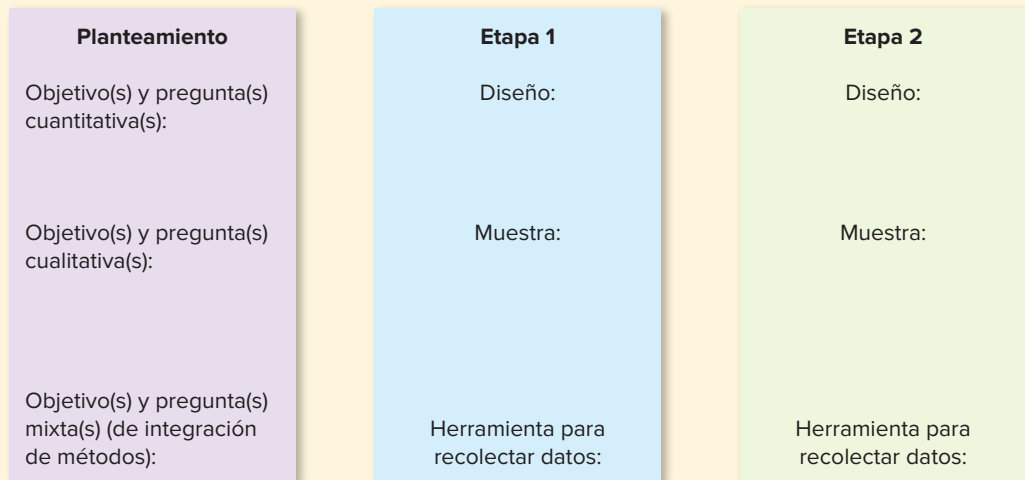 Planteamiento
Objetivo(s) y pregunta(s)
cuantitativa(s):
Objetivo(s) y pregunta(s)
cualitativa(s):
Objetivo(s) y pregunta(s)
mixta(s) (de integración
de métodos):
Etapa 1
Diseño:
Muestra:
Herramienta para
recolectar datos:
Etapa 2
Diseño:
Muestra:
Herramienta para
recolectar datos: